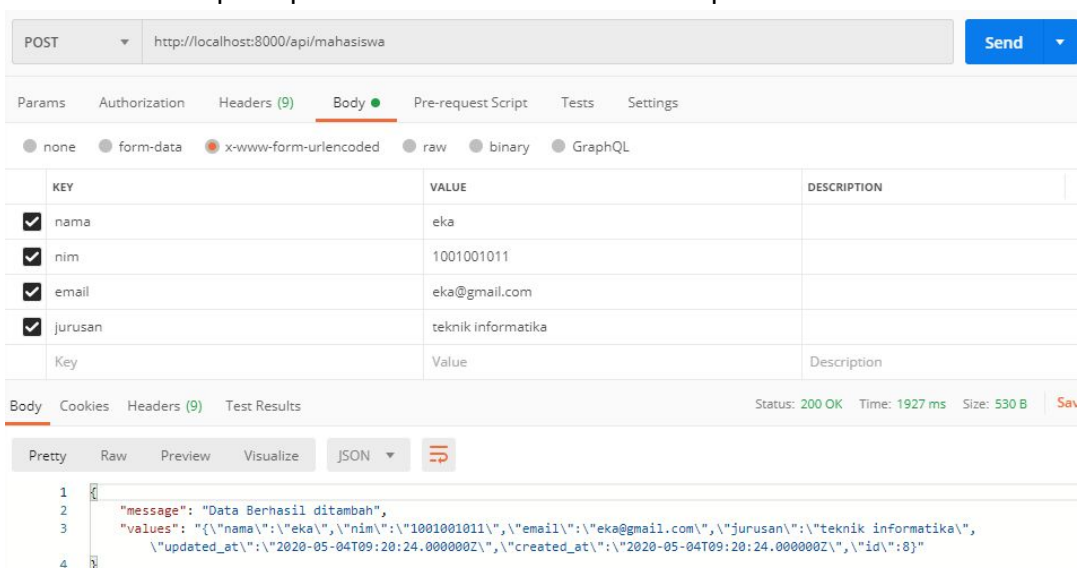 POST http://localhost:8000/api/mahasiswa Send
Params Authorization Headers (9) Body Pre-request Script Tests Settings
none form-data x-www-form-urlencoded raw binary GraphQL
KEY VALUE DESCRIPTION
nama eka
nim 1001001011
email eka@gmail.com
jurusan teknik informatika
Key Value Description
Body Cookies Headers (9) Test Results Status: 200 OK Time: 1927 ms Size: 530 B Sav
Pretty Raw Preview Visualize JSON
1 {
2 "message": "Data Berhasil ditambah",
3 "values": "{\"nama\":\"eka\",\"nim\":\"1001001011\",\"email\":\"eka@gmail.com\",\"jurusan\":\"teknik informatika\",
\"updated_at\":\"2020-05-04T09:20:24.000000Z\",\"created_at\":\"2020-05-04T09:20:24.000000Z\",\"id\":8}"
4 }